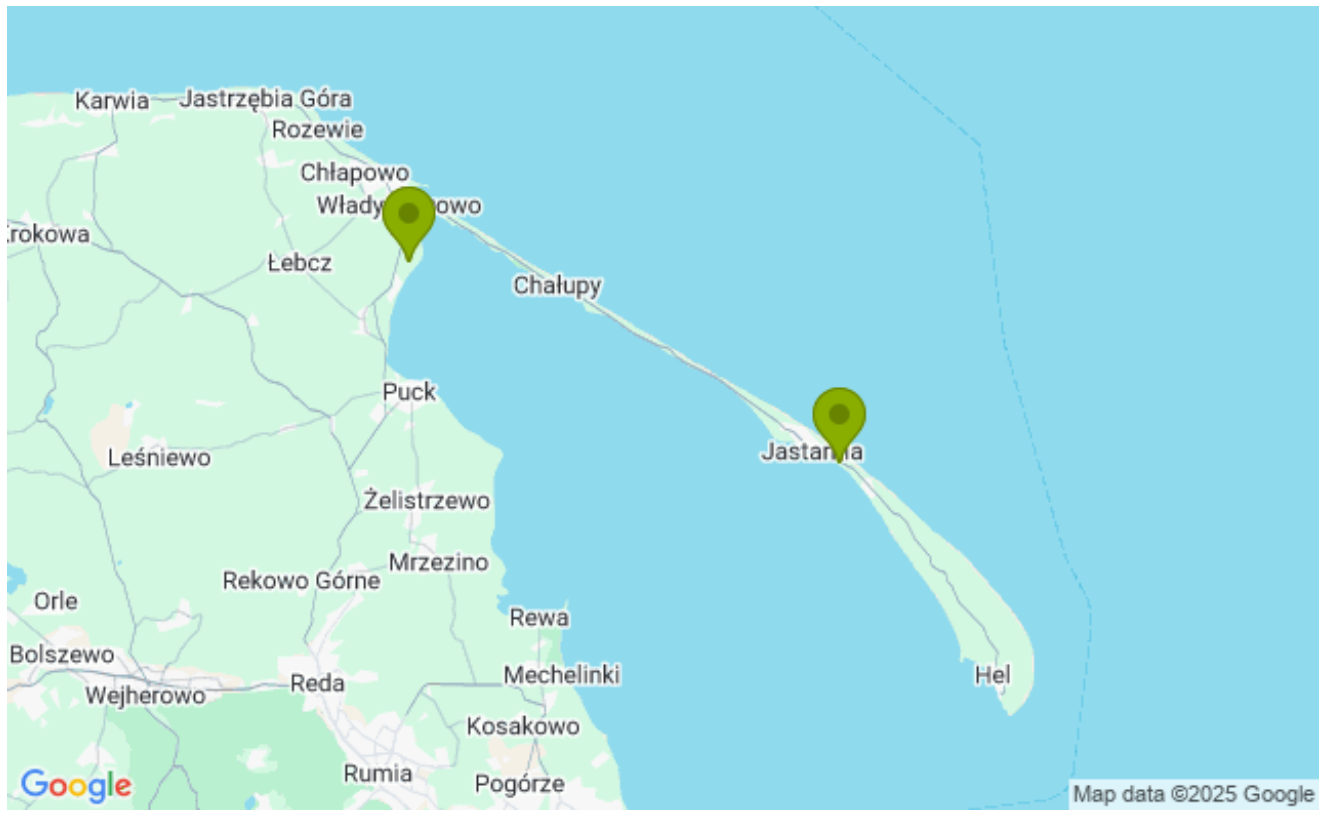 Karwia
Jastrzębia Góra
Rozewie
Chłapowo
Krokowa
Łebcz
Chałupy
Puck
Leśniewo
Żelistrzewo
Mrzezino
Rekowo Górne
Orle
Rewa
Bolszewo
Wejherowo
Reda
Mechelinki
Hel
Kosakowo
Rumia
Pogórze
Google
Map data ©2025 Google